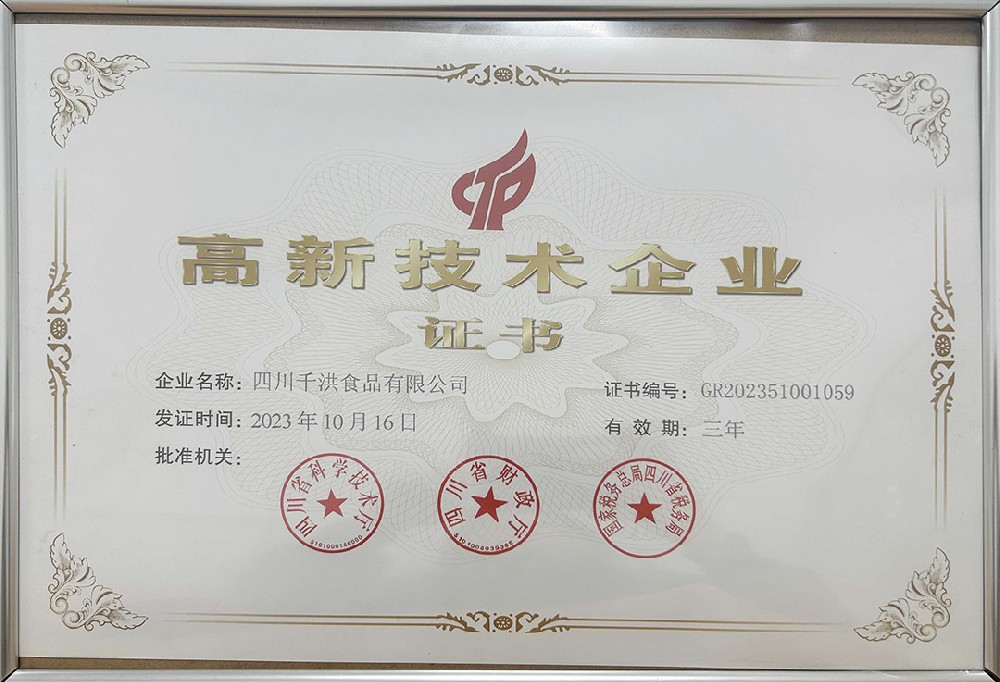 高新技术企业
证书
企业名称：四川千洪食品有限公司
证书编号：GR202351001059
发证时间：2023年10月16日
有效期：三年
批准机关：
四川省科学技术厅
四川省财政厅
国家税务总局四川省税务局